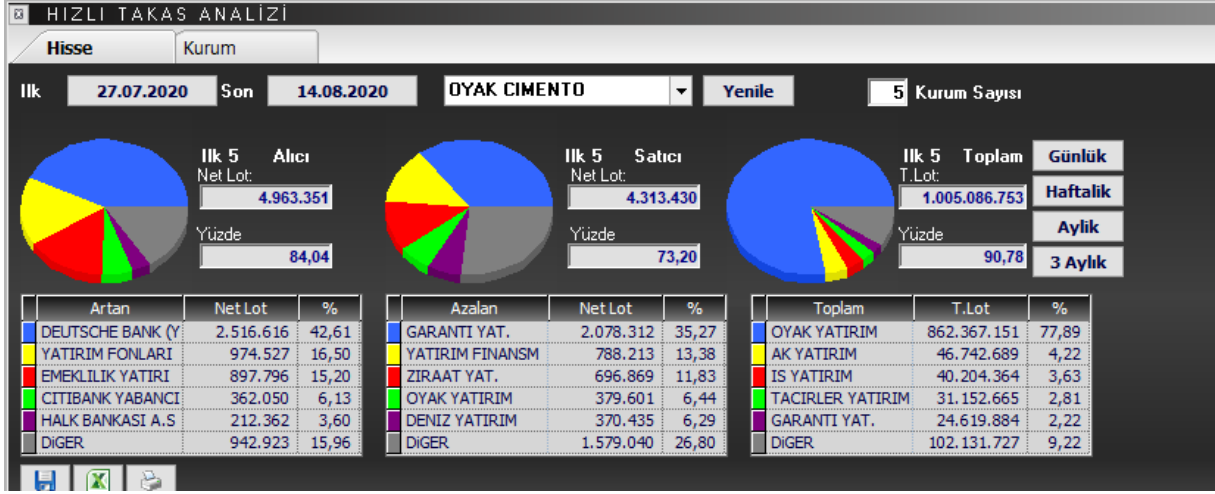 HIZLI TAKAS ANALİZİ
Hisse Kurum
Ilk 27.07.2020 Son 14.08.2020 OYAK CIMENTO Yenile 5 Kurum Sayısı
Ilk 5 Alıcı
Net Lot:
4.963.351
Yüzde
84,04
Ilk 5 Satıcı
Net Lot:
4.313.430
Yüzde
73,20
Ilk 5 Toplam
T.Lot:
1.005.086.753
Yüzde
90,78
Günlük
Haftalik
Aylik
3 Aylık
Artan Net Lot %
DEUTSCHE BANK (Y 2.516.616 42,61
YATIRIM FONLARI 974.527 16,50
EMEKLILIK YATIRI 897.796 15,20
CITIBANK YABANCI 362.050 6,13
HALK BANKASI A.S 212.362 3,60
DiGER 942.923 15,96
Azalan Net Lot %
GARANTI YAT. 2.078.312 35,27
YATIRIM FINANSM 788.213 13,38
ZIRAAT YAT. 696.869 11,83
OYAK YATIRIM 379.601 6,44
DENIZ YATIRIM 370.435 6,29
DiGER 1.579.040 26,80
Toplam T.Lot %
OYAK YATIRIM 862.367.151 77,89
AK YATIRIM 46.742.689 4,22
IS YATIRIM 40.204.364 3,63
TACIRLER YATIRIM 31.152.665 2,81
GARANTI YAT. 24.619.884 2,22
DiGER 102.131.727 9,22